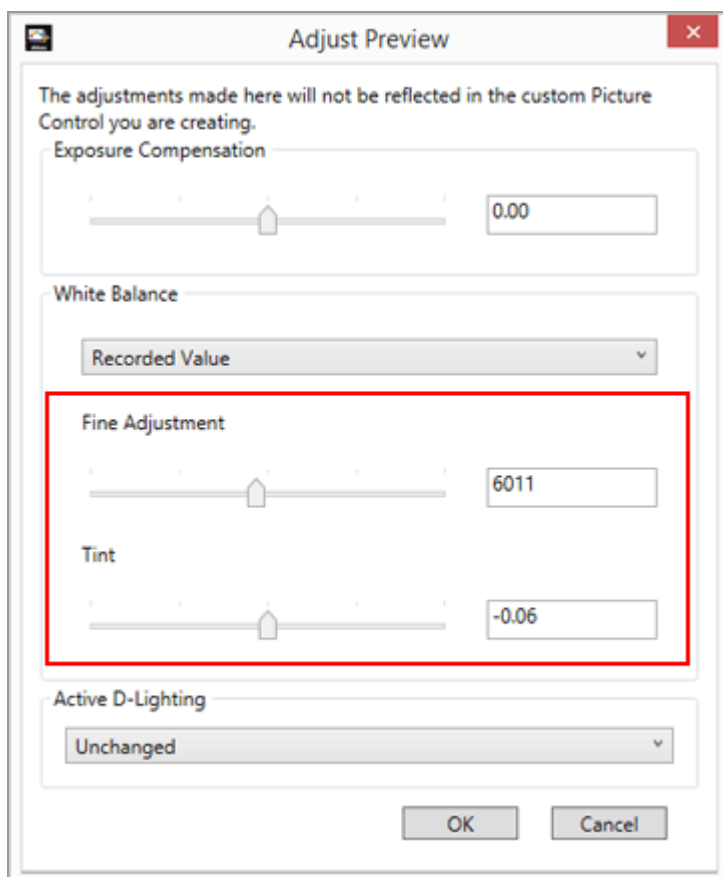 Adjust Preview
The adjustments made here will not be reflected in the custom Picture
Control you are creating.
Exposure Compensation
0.00
White Balance
Recorded Value
Fine Adjustment
6011
Tint
-0.06
Active D-Lighting
Unchanged
OK Cancel